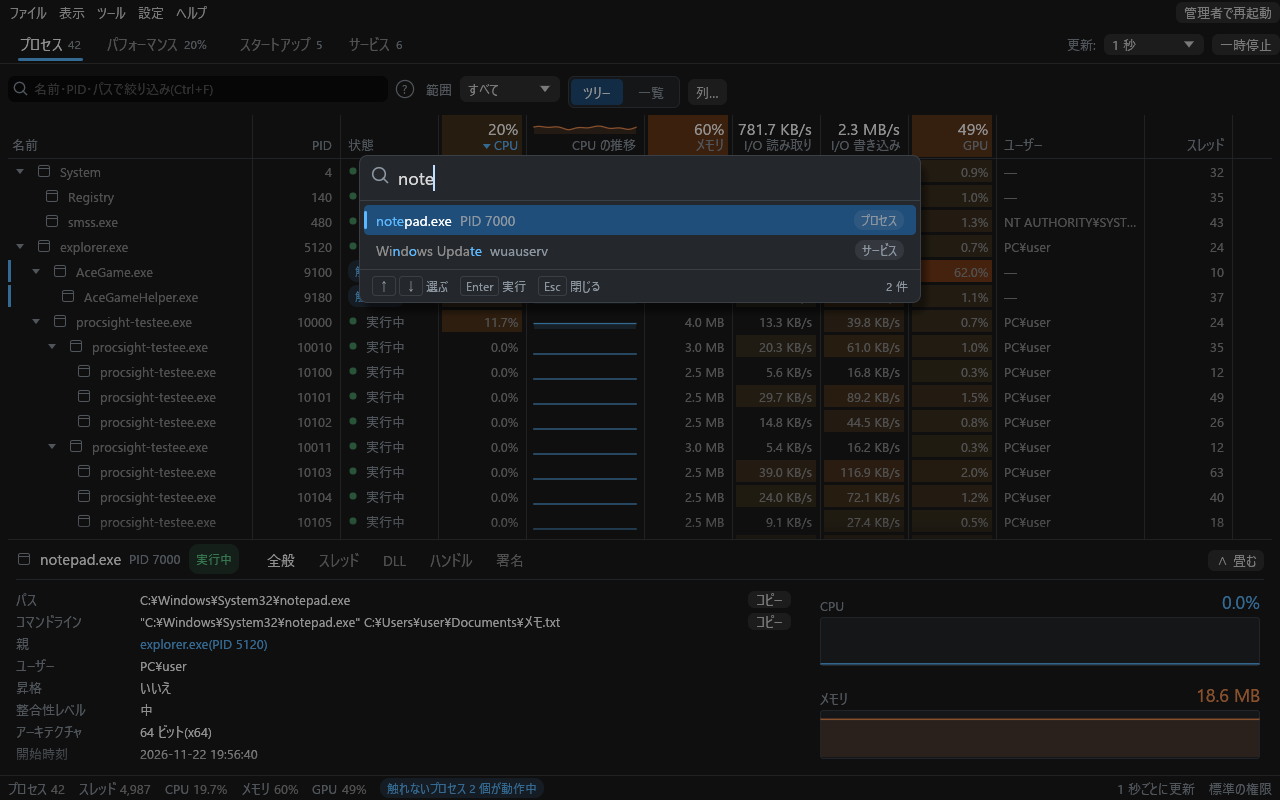 ファイル 表示 ツール 設定 ヘルプ 管理者で再起動
プロセス 42 パフォーマンス 20% スタートアップ 5 サービス 6 更新: 1 秒 一時停止
名前・PID・パスで絞り込み(Ctrl+F) ? 範囲 すべて ツリー 一覧 列...
20% 60% 781.7 KB/s 2.3 MB/s 49%
名前 PID 状態 CPU CPU の推移 メモリ I/O 読み取り I/O 書き込み GPU ユーザー スレッド
System 4 0.9% — 32
Registry 140 1.0% — 35
smss.exe 480 1.3% NT AUTHORITY¥SYST... 43
explorer.exe 5120 0.7% PC¥user 24
AceGame.exe 9100 62.0% — 10
AceGameHelper.exe 9180 1.1% — 37
note
notepad.exe PID 7000 プロセス
Windows Update wuauserv サービス
↑ ↓ 選ぶ Enter 実行 Esc 閉じる 2 件
procsight-testee.exe 10000 実行中 11.7% 4.0 MB 13.3 KB/s 39.8 KB/s 0.7% PC¥user 24
procsight-testee.exe 10010 実行中 0.0% 3.0 MB 20.3 KB/s 61.0 KB/s 1.0% PC¥user 35
procsight-testee.exe 10100 実行中 0.0% 2.5 MB 5.6 KB/s 16.8 KB/s 0.3% PC¥user 12
procsight-testee.exe 10101 実行中 0.0% 2.5 MB 29.7 KB/s 89.2 KB/s 1.5% PC¥user 49
procsight-testee.exe 10102 実行中 0.0% 2.5 MB 14.8 KB/s 44.5 KB/s 0.8% PC¥user 26
procsight-testee.exe 10011 実行中 0.0% 3.0 MB 5.4 KB/s 16.2 KB/s 0.3% PC¥user 12
procsight-testee.exe 10103 実行中 0.0% 2.5 MB 39.0 KB/s 116.9 KB/s 2.0% PC¥user 63
procsight-testee.exe 10104 実行中 0.0% 2.5 MB 24.0 KB/s 72.1 KB/s 1.2% PC¥user 40
procsight-testee.exe 10105 実行中 0.0% 2.5 MB 9.1 KB/s 27.4 KB/s 0.5% PC¥user 18
notepad.exe PID 7000 実行中 全般 スレッド DLL ハンドル 署名 畳む
パス C:¥Windows¥System32¥notepad.exe コピー
コマンドライン "C:¥Windows¥System32¥notepad.exe" C:¥Users¥user¥Documents¥メモ.txt コピー
親 explorer.exe(PID 5120)
ユーザー PC¥user
昇格 いいえ
整合性レベル 中
アーキテクチャ 64 ビット(x64)
開始時刻 2026-11-22 19:56:40
CPU 0.0%
メモリ 18.6 MB
プロセス 42 スレッド 4,987 CPU 19.7% メモリ 60% GPU 49% 触れないプロセス 2 個が動作中 1 秒ごとに更新 標準の権限